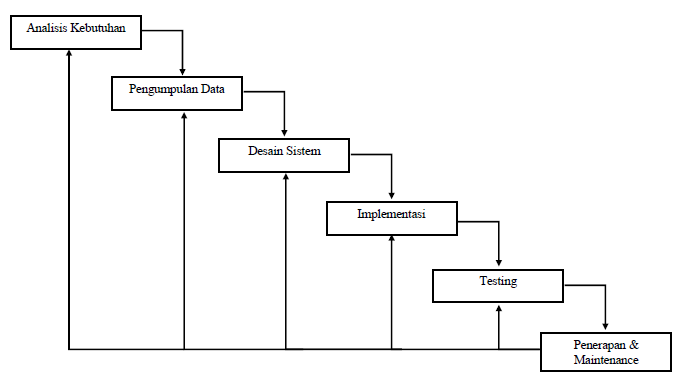 Analisis Kebutuhan
Pengumpulan Data
Desain Sistem
Implementasi
Testing
Penerapan &
Maintenance